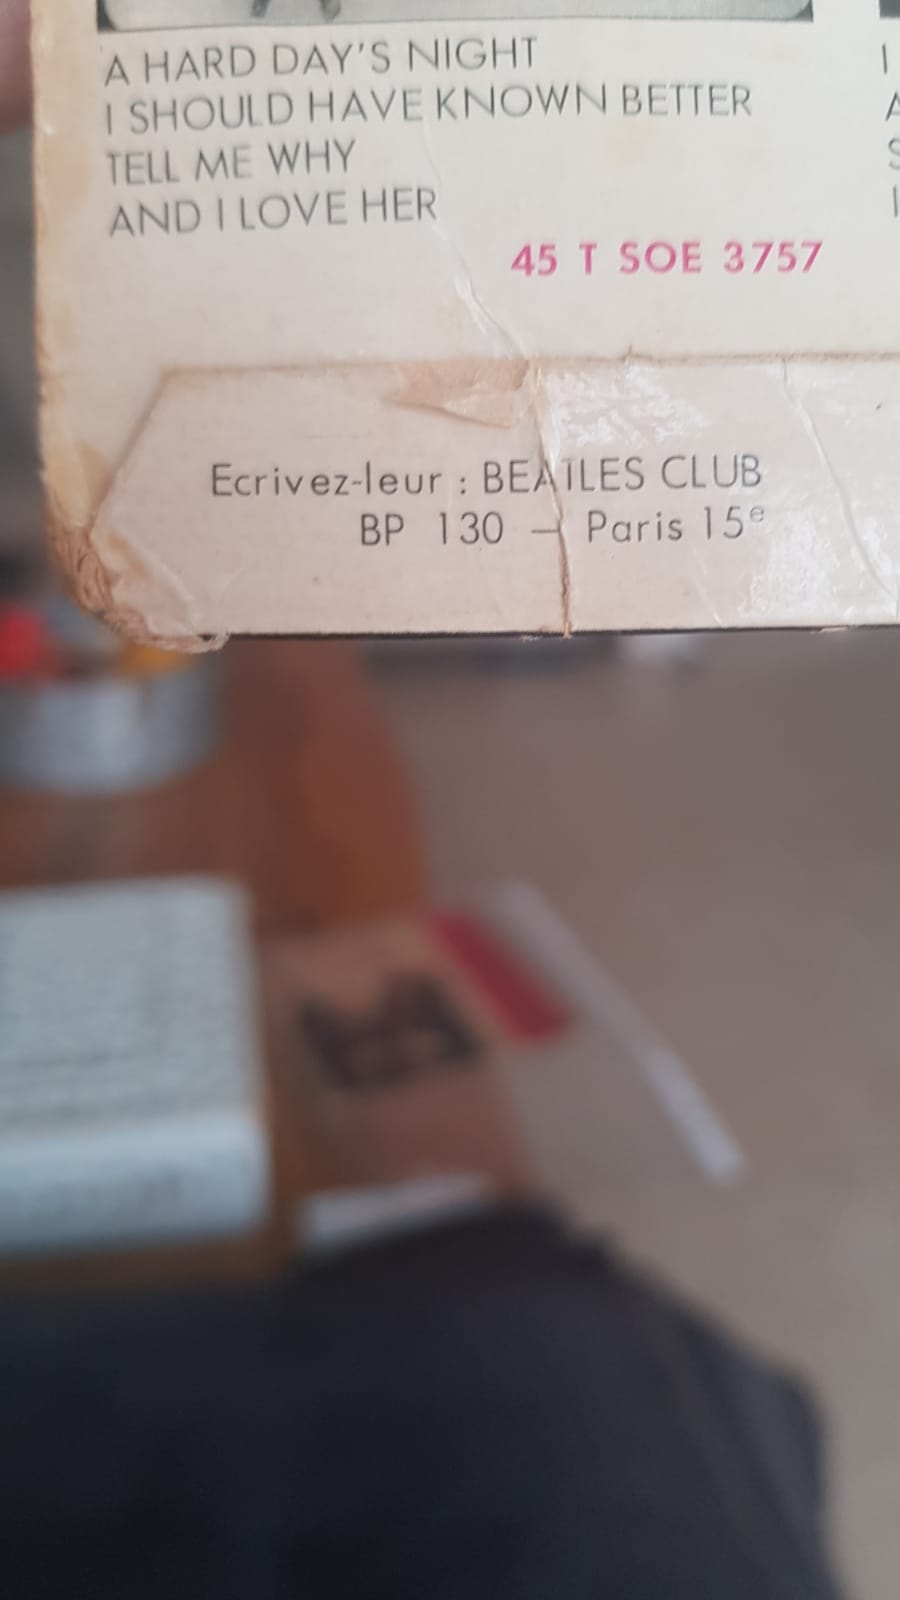 A HARD DAY'S NIGHT
I SHOULD HAVE KNOWN BETTER
TELL ME WHY
AND I LOVE HER
45 T SOE 3757
I
A
S
I
Ecrivez-leur : BEATLES CLUB
BP 130 — Paris 15e